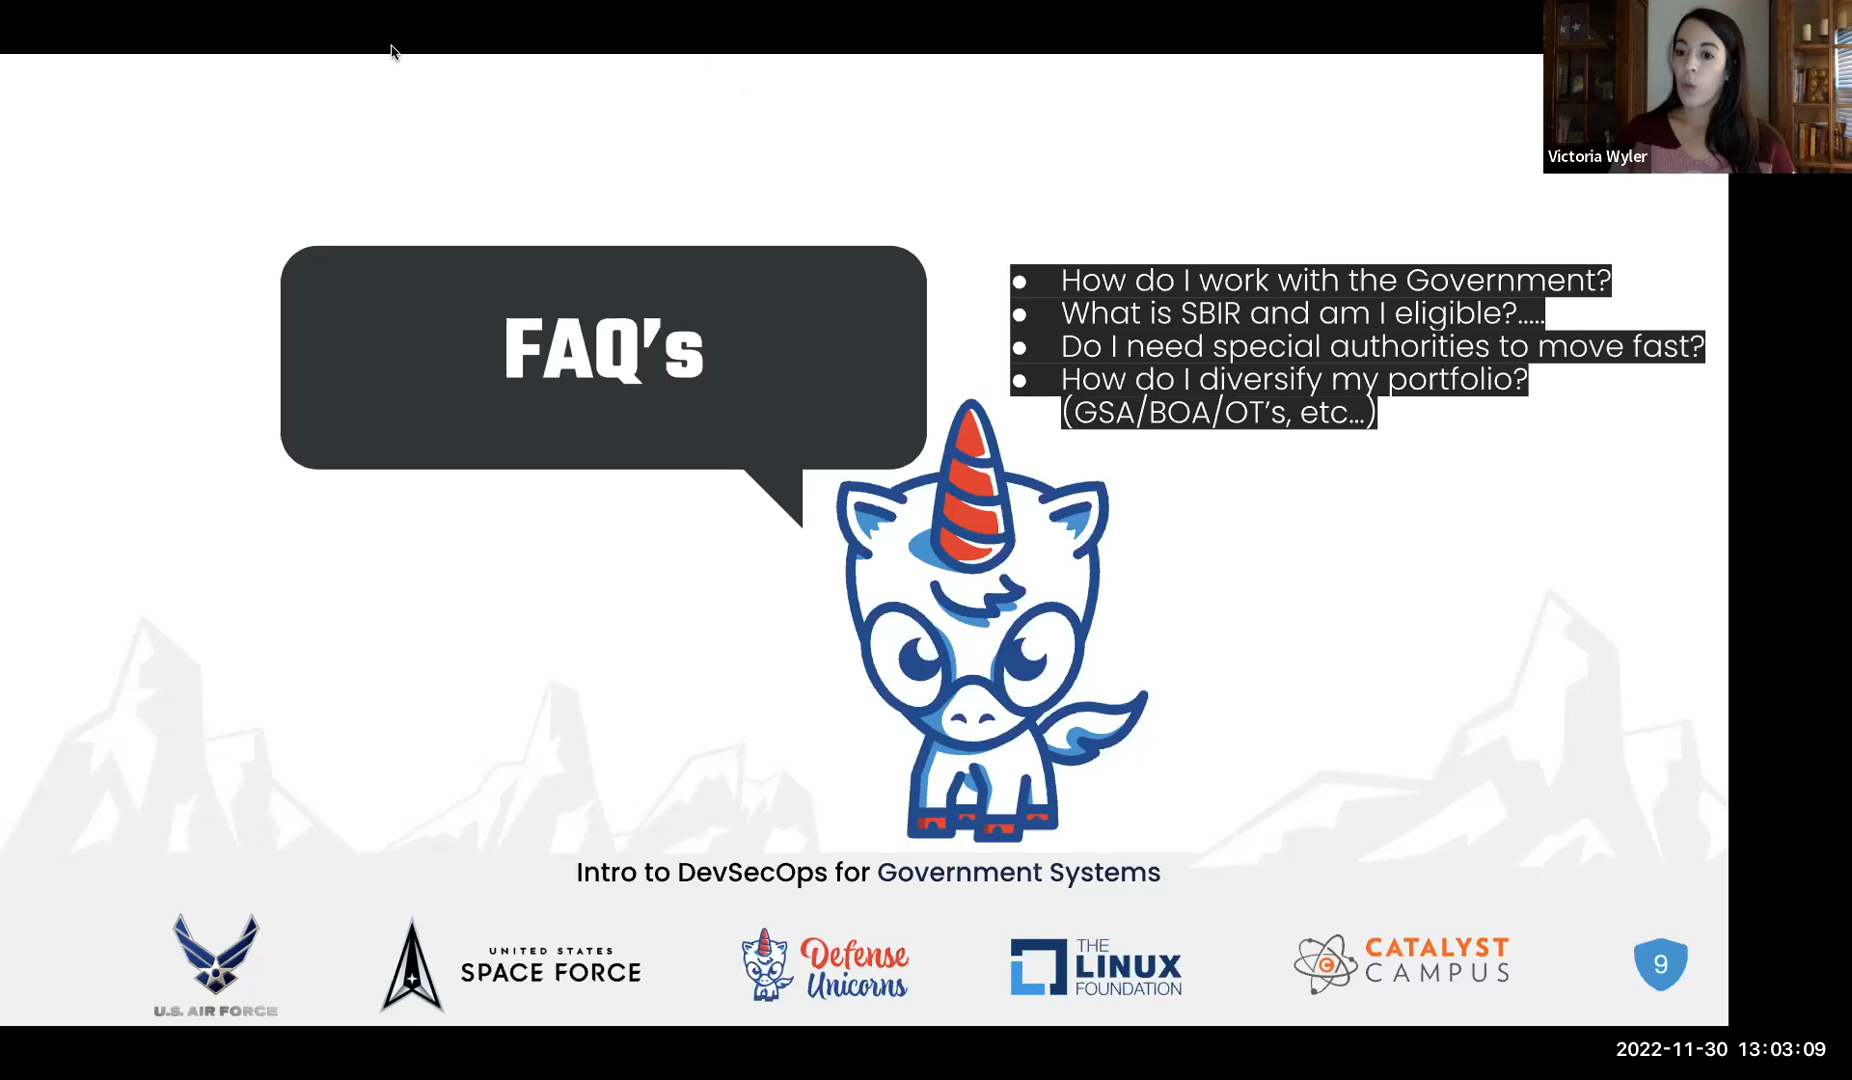 Victoria Wyler
FAQ's
● How do I work with the Government?
● What is SBIR and am I eligible?.....
● Do I need special authorities to move fast?
● How do I diversify my portfolio?
(GSA/BOA/OT's, etc...)
Intro to DevSecOps for Government Systems
U.S. AIR FORCE
UNITED STATES
SPACE FORCE
Defense
Unicorns
THE
LINUX
FOUNDATION
CATALYST
CAMPUS
9
2022-11-30 13:03:09